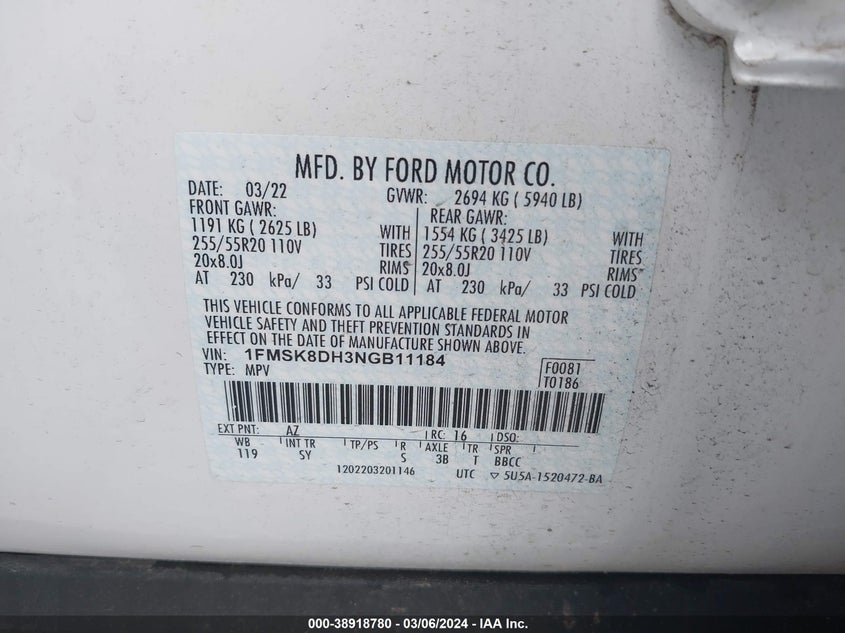 MFD. BY FORD MOTOR CO.
DATE: 03/22 GVWR: 2694 KG ( 5940 LB)
FRONT GAWR: REAR GAWR:
1191 KG ( 2625 LB) WITH 1554 KG ( 3425 LB) WITH
255/55R20 110V TIRES 255/55R20 110V TIRES
20x8.0J RIMS 20x8.0J RIMS
AT 230 kPa/ 33 PSI COLD AT 230 kPa/ 33 PSI COLD
THIS VEHICLE CONFORMS TO ALL APPLICABLE FEDERAL MOTOR
VEHICLE SAFETY AND THEFT PREVENTION STANDARDS IN
EFFECT ON THE DATE OF MANUFACTURE SHOWN ABOVE.
VIN: 1FMSK8DH3NGB11184 F0081
TYPE: MPV T0186
EXT PNT: AZ RC: 16 DSO:
WB INT TR TP/PS R AXLE TR SPR
119 SY S 3B T BBCC
1202203201146 UTC ▽ 5U5A-1520472-BA
000-38918780 - 03/06/2024 - IAA Inc.